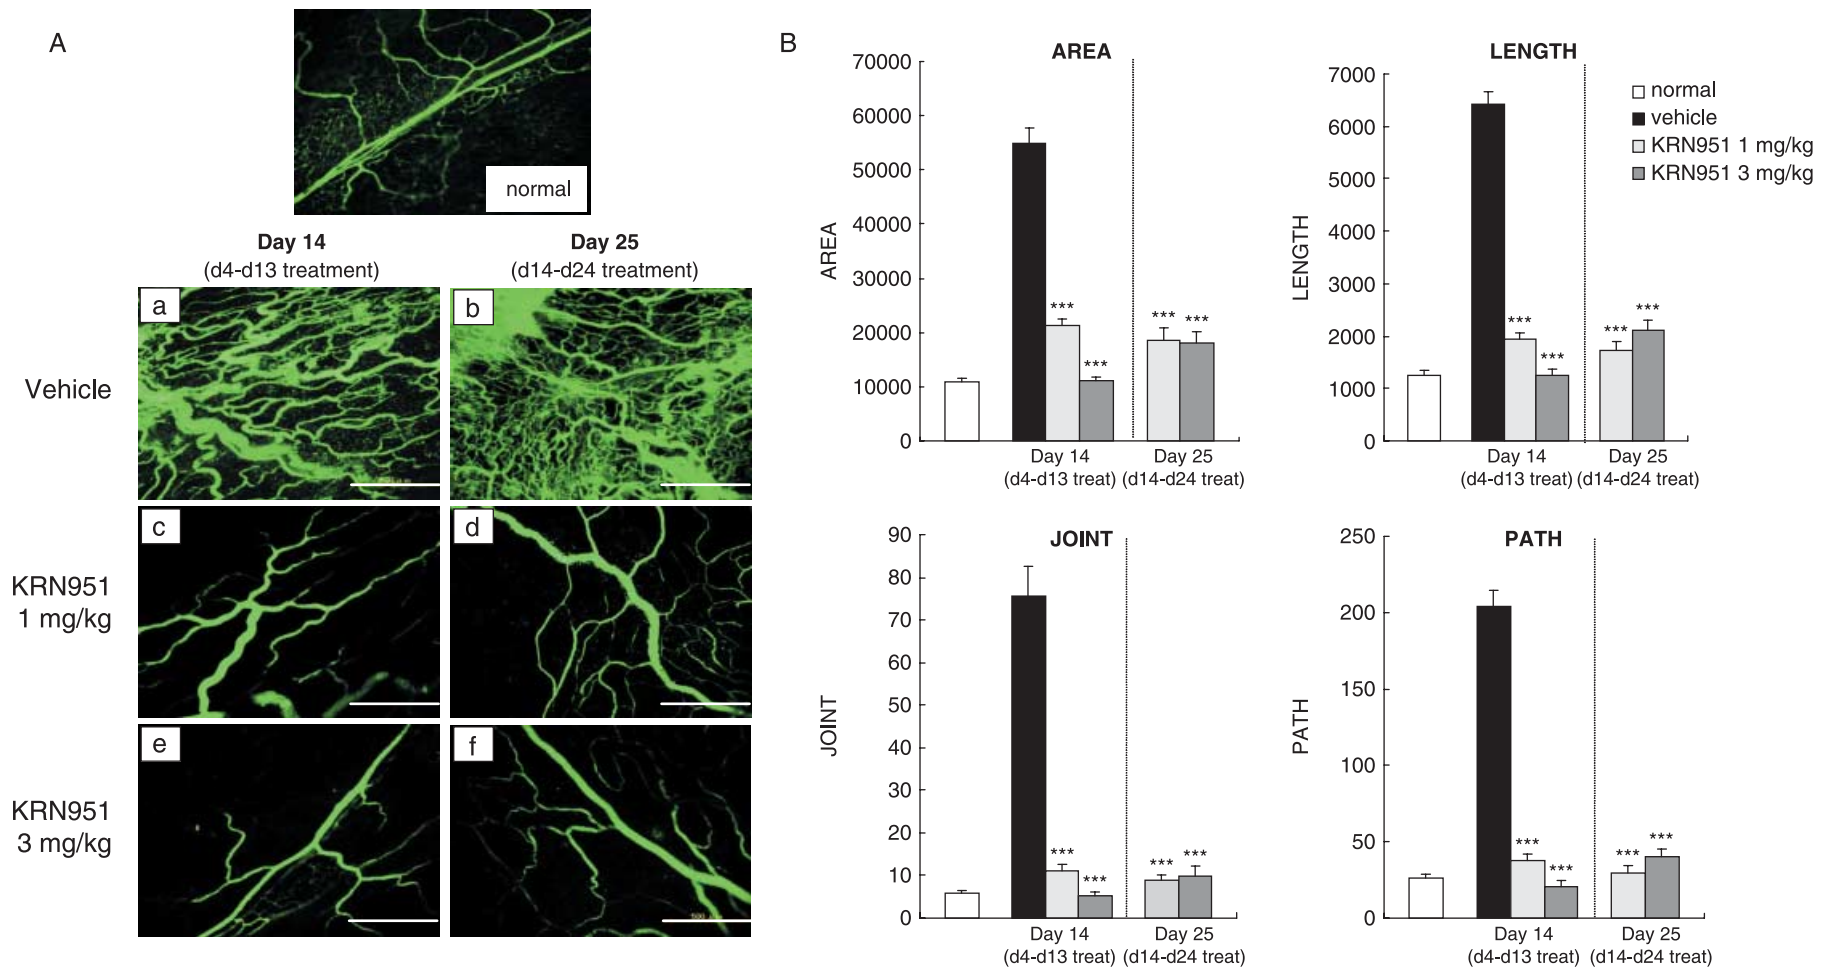 A
normal
Day 14
(d4-d13 treatment)
Day 25
(d14-d24 treatment)
a
b
Vehicle
c
d
KRN951
1 mg/kg
e
f
KRN951
3 mg/kg
B
AREA
70000
60000
50000
40000
30000
20000
10000
0
AREA
***
***
***
***
Day 14
(d4-d13 treat)
Day 25
(d14-d24 treat)
LENGTH
7000
6000
5000
4000
3000
2000
1000
0
LENGTH
***
***
***
***
Day 14
(d4-d13 treat)
Day 25
(d14-d24 treat)
normal
vehicle
KRN951 1 mg/kg
KRN951 3 mg/kg
JOINT
90
80
70
60
50
40
30
20
10
0
JOINT
***
***
***
***
Day 14
(d4-d13 treat)
Day 25
(d14-d24 treat)
PATH
250
200
150
100
50
0
PATH
***
***
***
***
Day 14
(d4-d13 treat)
Day 25
(d14-d24 treat)